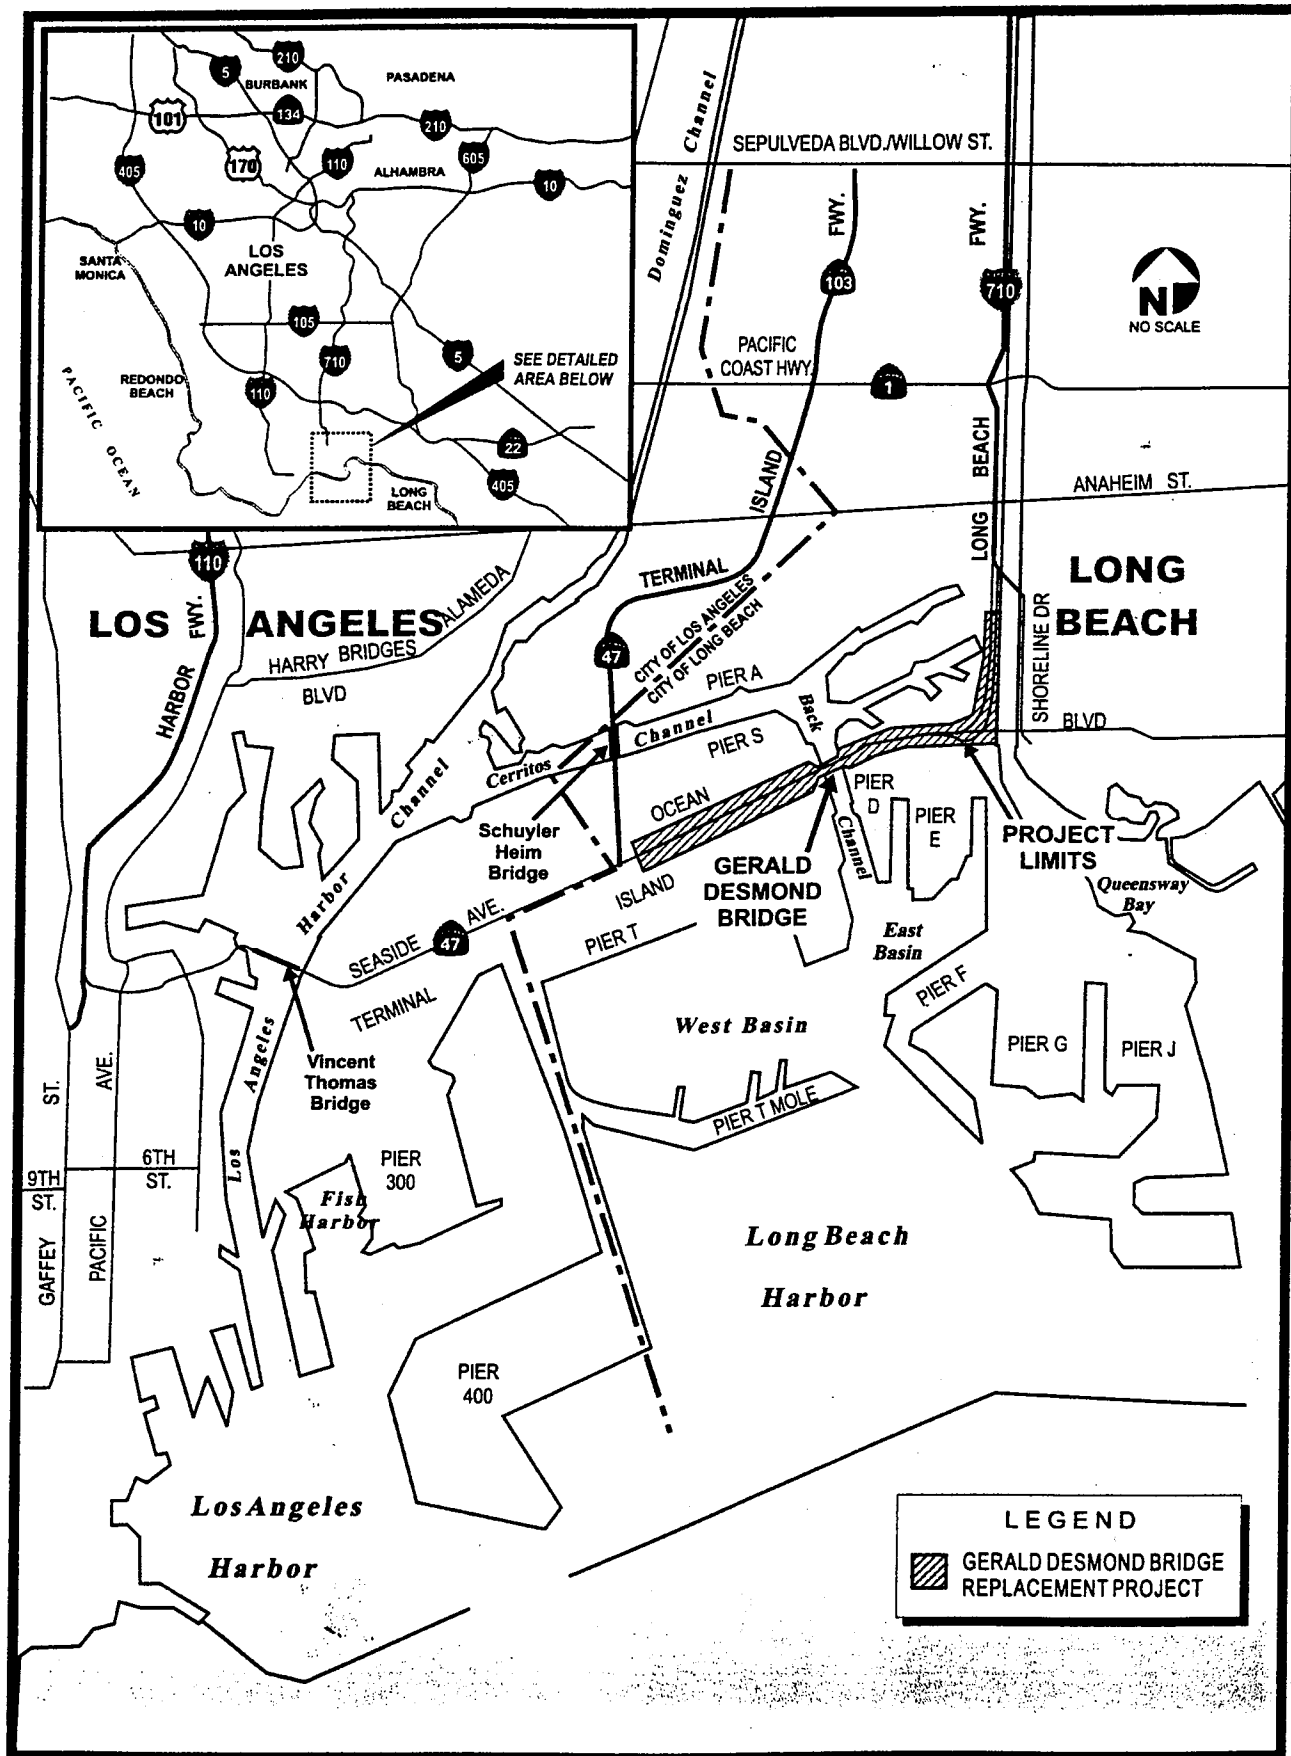 5
210
BURBANK
PASADENA
101
134
210
405
170
110
605
ALHAMBRA
10
10
LOS
ANGELES
SANTA
MONICA
105
710
5
SEE DETAILED
AREA BELOW
REDONDO
BEACH
110
PACIFIC OCEAN
22
LONG
BEACH
405
Dominguez Channel
SEPULVEDA BLVD./WILLOW ST.
FWY.
FWY.
103
710
N
NO SCALE
PACIFIC
COAST HWY.
1
ISLAND
LONG BEACH
ANAHEIM ST.
110
TERMINAL
LONG
BEACH
LOS ANGELES
HARBOR FWY.
ALAMEDA
HARRY BRIDGES
BLVD
47
CITY OF LOS ANGELES
CITY OF LONG BEACH
PIER A
SHORELINE DR
BLVD
Back
Channel
Cerritos
Channel
PIER S
OCEAN
PIER
D
PIER
E
Schuyler
Heim
Bridge
GERALD
DESMOND
BRIDGE
PROJECT
LIMITS
Queensway
Bay
Harbor
Channel
ISLAND
SEASIDE
47
AVE.
PIER T
East
Basin
TERMINAL
PIER F
West Basin
PIER G
PIER J
Vincent
Thomas
Bridge
Los Angeles
PIER T MOLE
ST.
AVE.
6TH
ST.
9TH
ST.
PIER
300
Fish
Harbor
GAFFEY
PACIFIC
Long Beach
Harbor
PIER
400
Los Angeles
Harbor
LEGEND
GERALD DESMOND BRIDGE
REPLACEMENT PROJECT